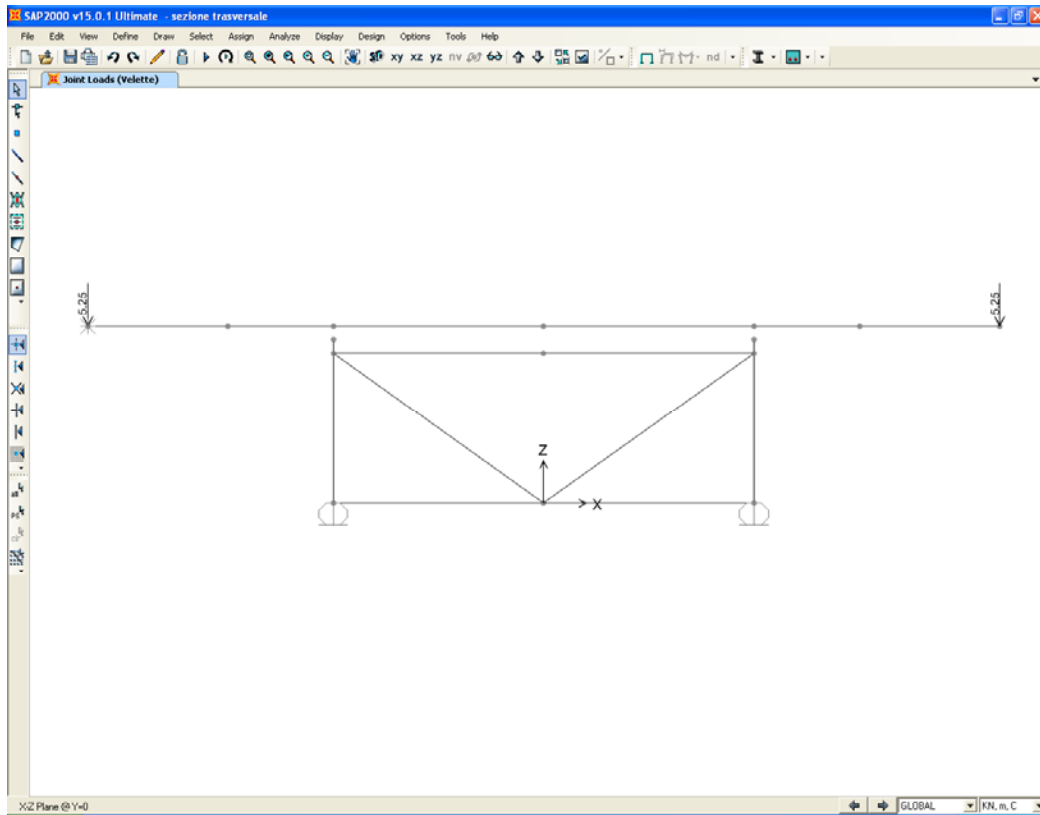 SAP2000 v15.0.1 Ultimate - sezione trasversale
File Edit View Define Draw Select Assign Analyze Display Design Options Tools Help
3D xy xz yz nv nd
Joint Loads (Velette)
5.25 5.25
Z
X
X-Z Plane @ Y=0 GLOBAL KN, m, C